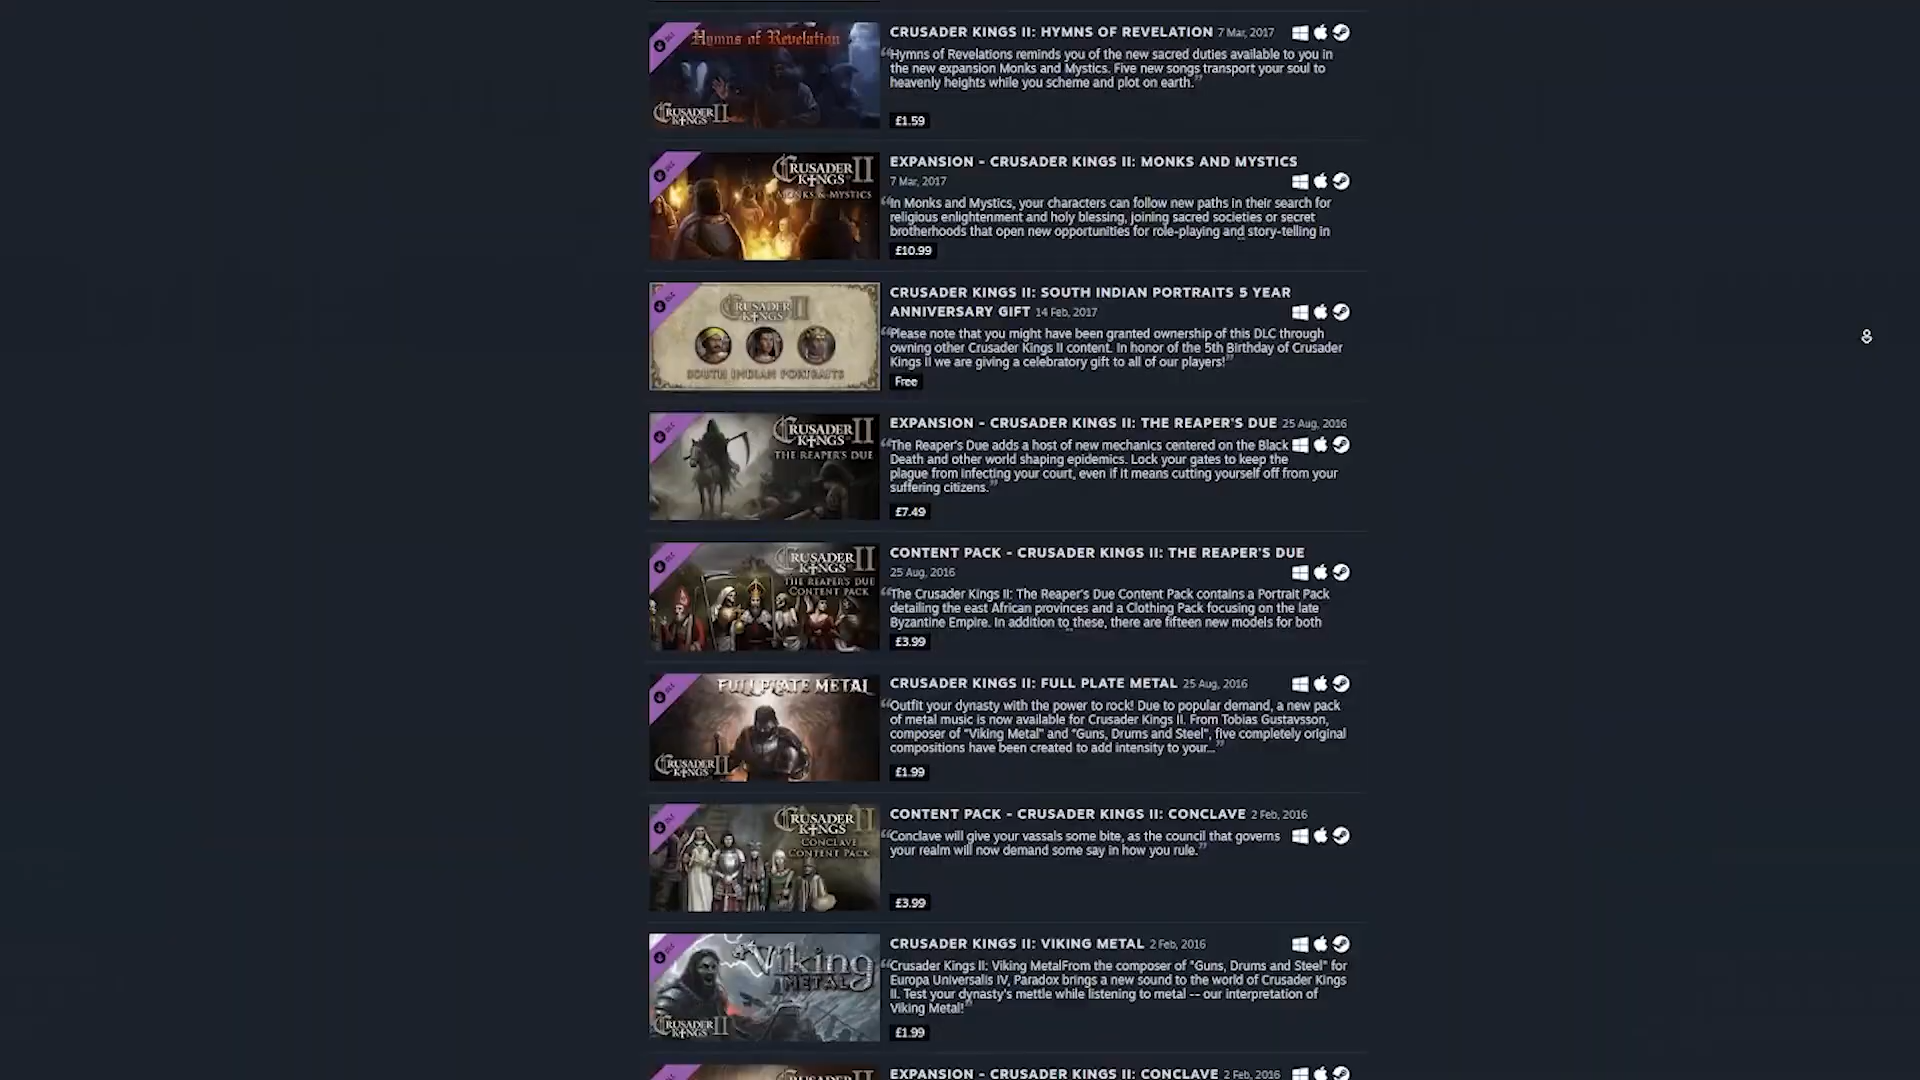 DLC
Hymns of Revelation
CRUSADER KINGS II
CRUSADER KINGS II: HYMNS OF REVELATION 7 Mar, 2017
“Hymns of Revelations reminds you of the new sacred duties available to you in
the new expansion Monks and Mystics. Five new songs transport your soul to
heavenly heights while you scheme and plot on earth.”
£1.59
DLC
CRUSADER KINGS II
MONKS & MYSTICS
EXPANSION - CRUSADER KINGS II: MONKS AND MYSTICS
7 Mar, 2017
“In Monks and Mystics, your characters can follow new paths in their search for
religious enlightenment and holy blessing, joining sacred societies or secret
brotherhoods that open new opportunities for role-playing and story-telling in
£10.99
DLC
CRUSADER KINGS II
SOUTH INDIAN PORTRAITS
CRUSADER KINGS II: SOUTH INDIAN PORTRAITS 5 YEAR
ANNIVERSARY GIFT 14 Feb, 2017
“Please note that you might have been granted ownership of this DLC through
owning other Crusader Kings II content. In honor of the 5th Birthday of Crusader
Kings II we are giving a celebratory gift to all of our players!”
Free
DLC
CRUSADER KINGS II
THE REAPER'S DUE
EXPANSION - CRUSADER KINGS II: THE REAPER'S DUE 25 Aug, 2016
“The Reaper's Due adds a host of new mechanics centered on the Black
Death and other world shaping epidemics. Lock your gates to keep the
plague from infecting your court, even if it means cutting yourself off from your
suffering citizens.”
£7.49
DLC
CRUSADER KINGS II
THE REAPER'S DUE
CONTENT PACK
CONTENT PACK - CRUSADER KINGS II: THE REAPER'S DUE
25 Aug, 2016
“The Crusader Kings II: The Reaper's Due Content Pack contains a Portrait Pack
detailing the east African provinces and a Clothing Pack focusing on the late
Byzantine Empire. In addition to these, there are fifteen new models for both
£3.99
DLC
FULL PLATE METAL
CRUSADER KINGS II
CRUSADER KINGS II: FULL PLATE METAL 25 Aug, 2016
“Outfit your dynasty with the power to rock! Due to popular demand, a new pack
of metal music is now available for Crusader Kings II. From Tobias Gustavsson,
composer of "Viking Metal" and "Guns, Drums and Steel", five completely original
compositions have been created to add intensity to your...”
£1.99
DLC
CRUSADER KINGS II
CONCLAVE
CONTENT PACK
CONTENT PACK - CRUSADER KINGS II: CONCLAVE 2 Feb, 2016
“Conclave will give your vassals some bite, as the council that governs
your realm will now demand some say in how you rule.”
£3.99
DLC
Viking
METAL
CRUSADER KINGS II
CRUSADER KINGS II: VIKING METAL 2 Feb, 2016
“Crusader Kings II: Viking MetalFrom the composer of "Guns, Drums and Steel" for
Europa Universalis IV, Paradox brings a new sound to the world of Crusader Kings
II. Test your dynasty's mettle while listening to metal -- our interpretation of
Viking Metal!”
£1.99
CRUSADER II
EXPANSION - CRUSADER KINGS II: CONCLAVE 2 Feb, 2016